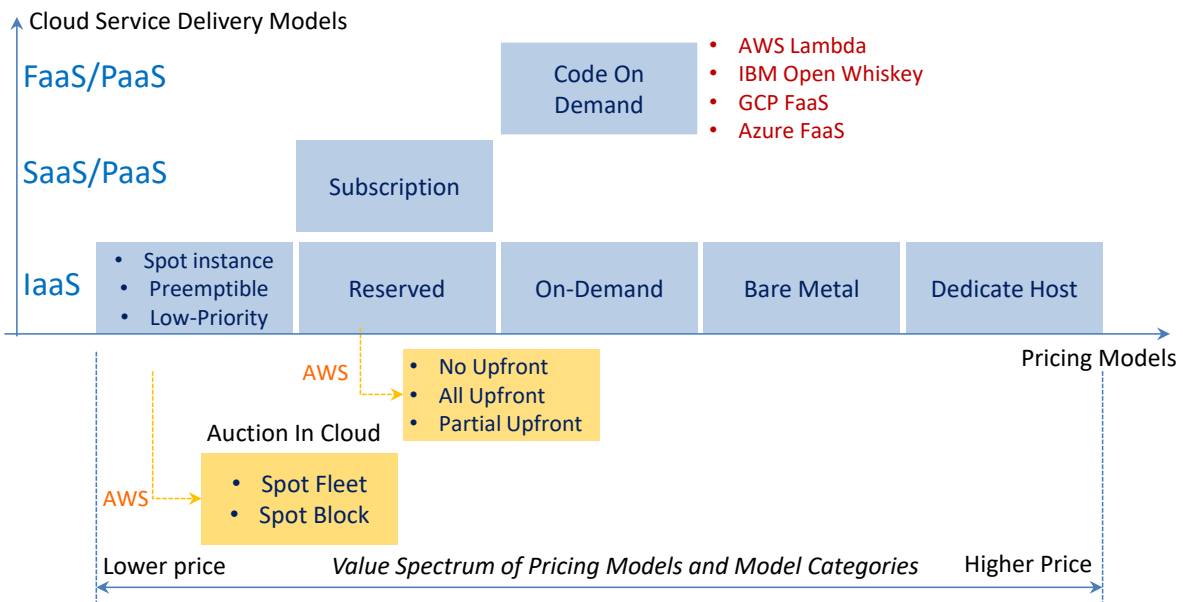 Cloud Service Delivery Models
FaaS/PaaS
Code On
Demand
• AWS Lambda
• IBM Open Whiskey
• GCP FaaS
• Azure FaaS
SaaS/PaaS
Subscription
IaaS
• Spot instance
• Preemptible
• Low-Priority
Reserved
On-Demand
Bare Metal
Dedicate Host
Pricing Models
AWS
• No Upfront
• All Upfront
• Partial Upfront
Auction In Cloud
AWS
• Spot Fleet
• Spot Block
Lower price
Value Spectrum of Pricing Models and Model Categories
Higher Price